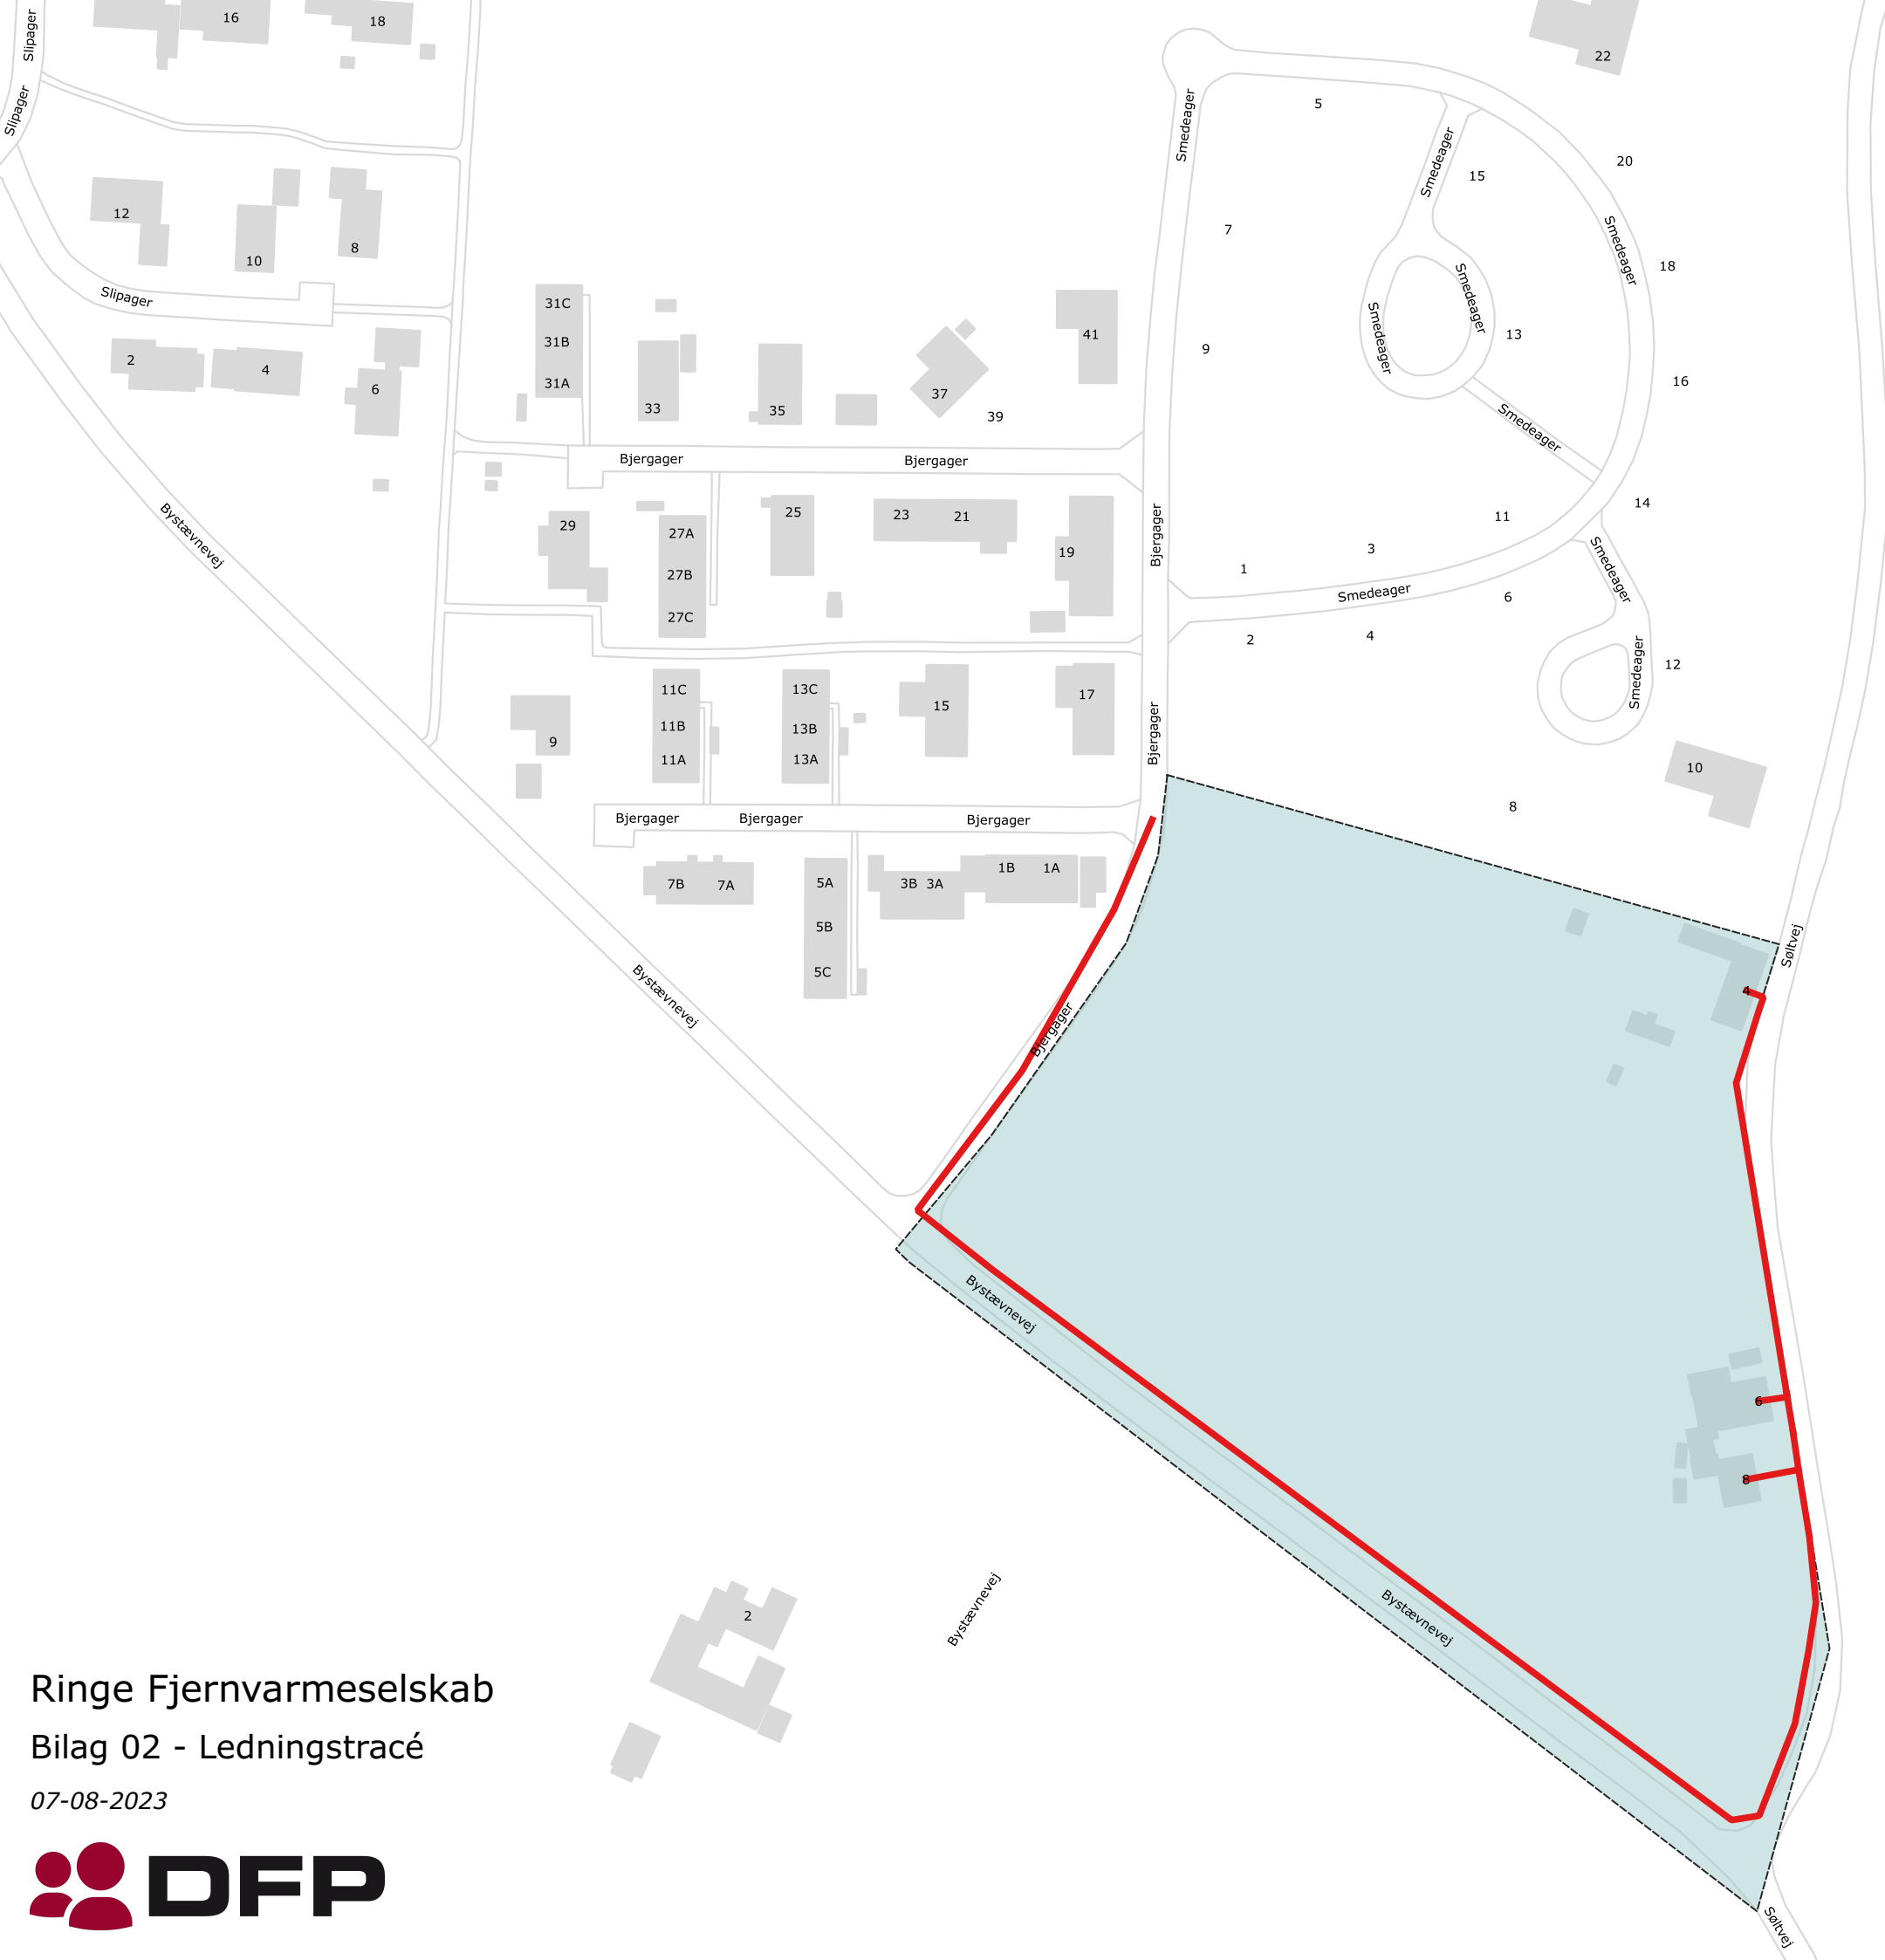 Slipager
16
18
22
Slipager
Smedeager
5
Smedeager
15
20
12
10
8
7
Smedeager
18
Slipager
Smedeager
Smedeager
13
31C
31B
31A
33
35
37
39
41
9
16
2
4
6
Smedeager
Bjergager
Bjergager
Bystævnevej
29
27A
27B
27C
25
23
21
19
Bjergager
11
14
3
1
Smedeager
Smedeager
6
2
4
12
Smedeager
9
11C
11B
11A
13C
13B
13A
15
17
Bjergager
10
8
Bjergager
Bjergager
Bjergager
7B
7A
5A
5B
5C
3B
3A
1B
1A
Bystævnevej
Bjergager
Søltvej
4
Bystævnevej
6
8
Bystævnevej
2
Bystævnevej
Søltvej
Ringe Fjernvarmeselskab
Bilag 02 - Ledningstracé
07-08-2023
DFP